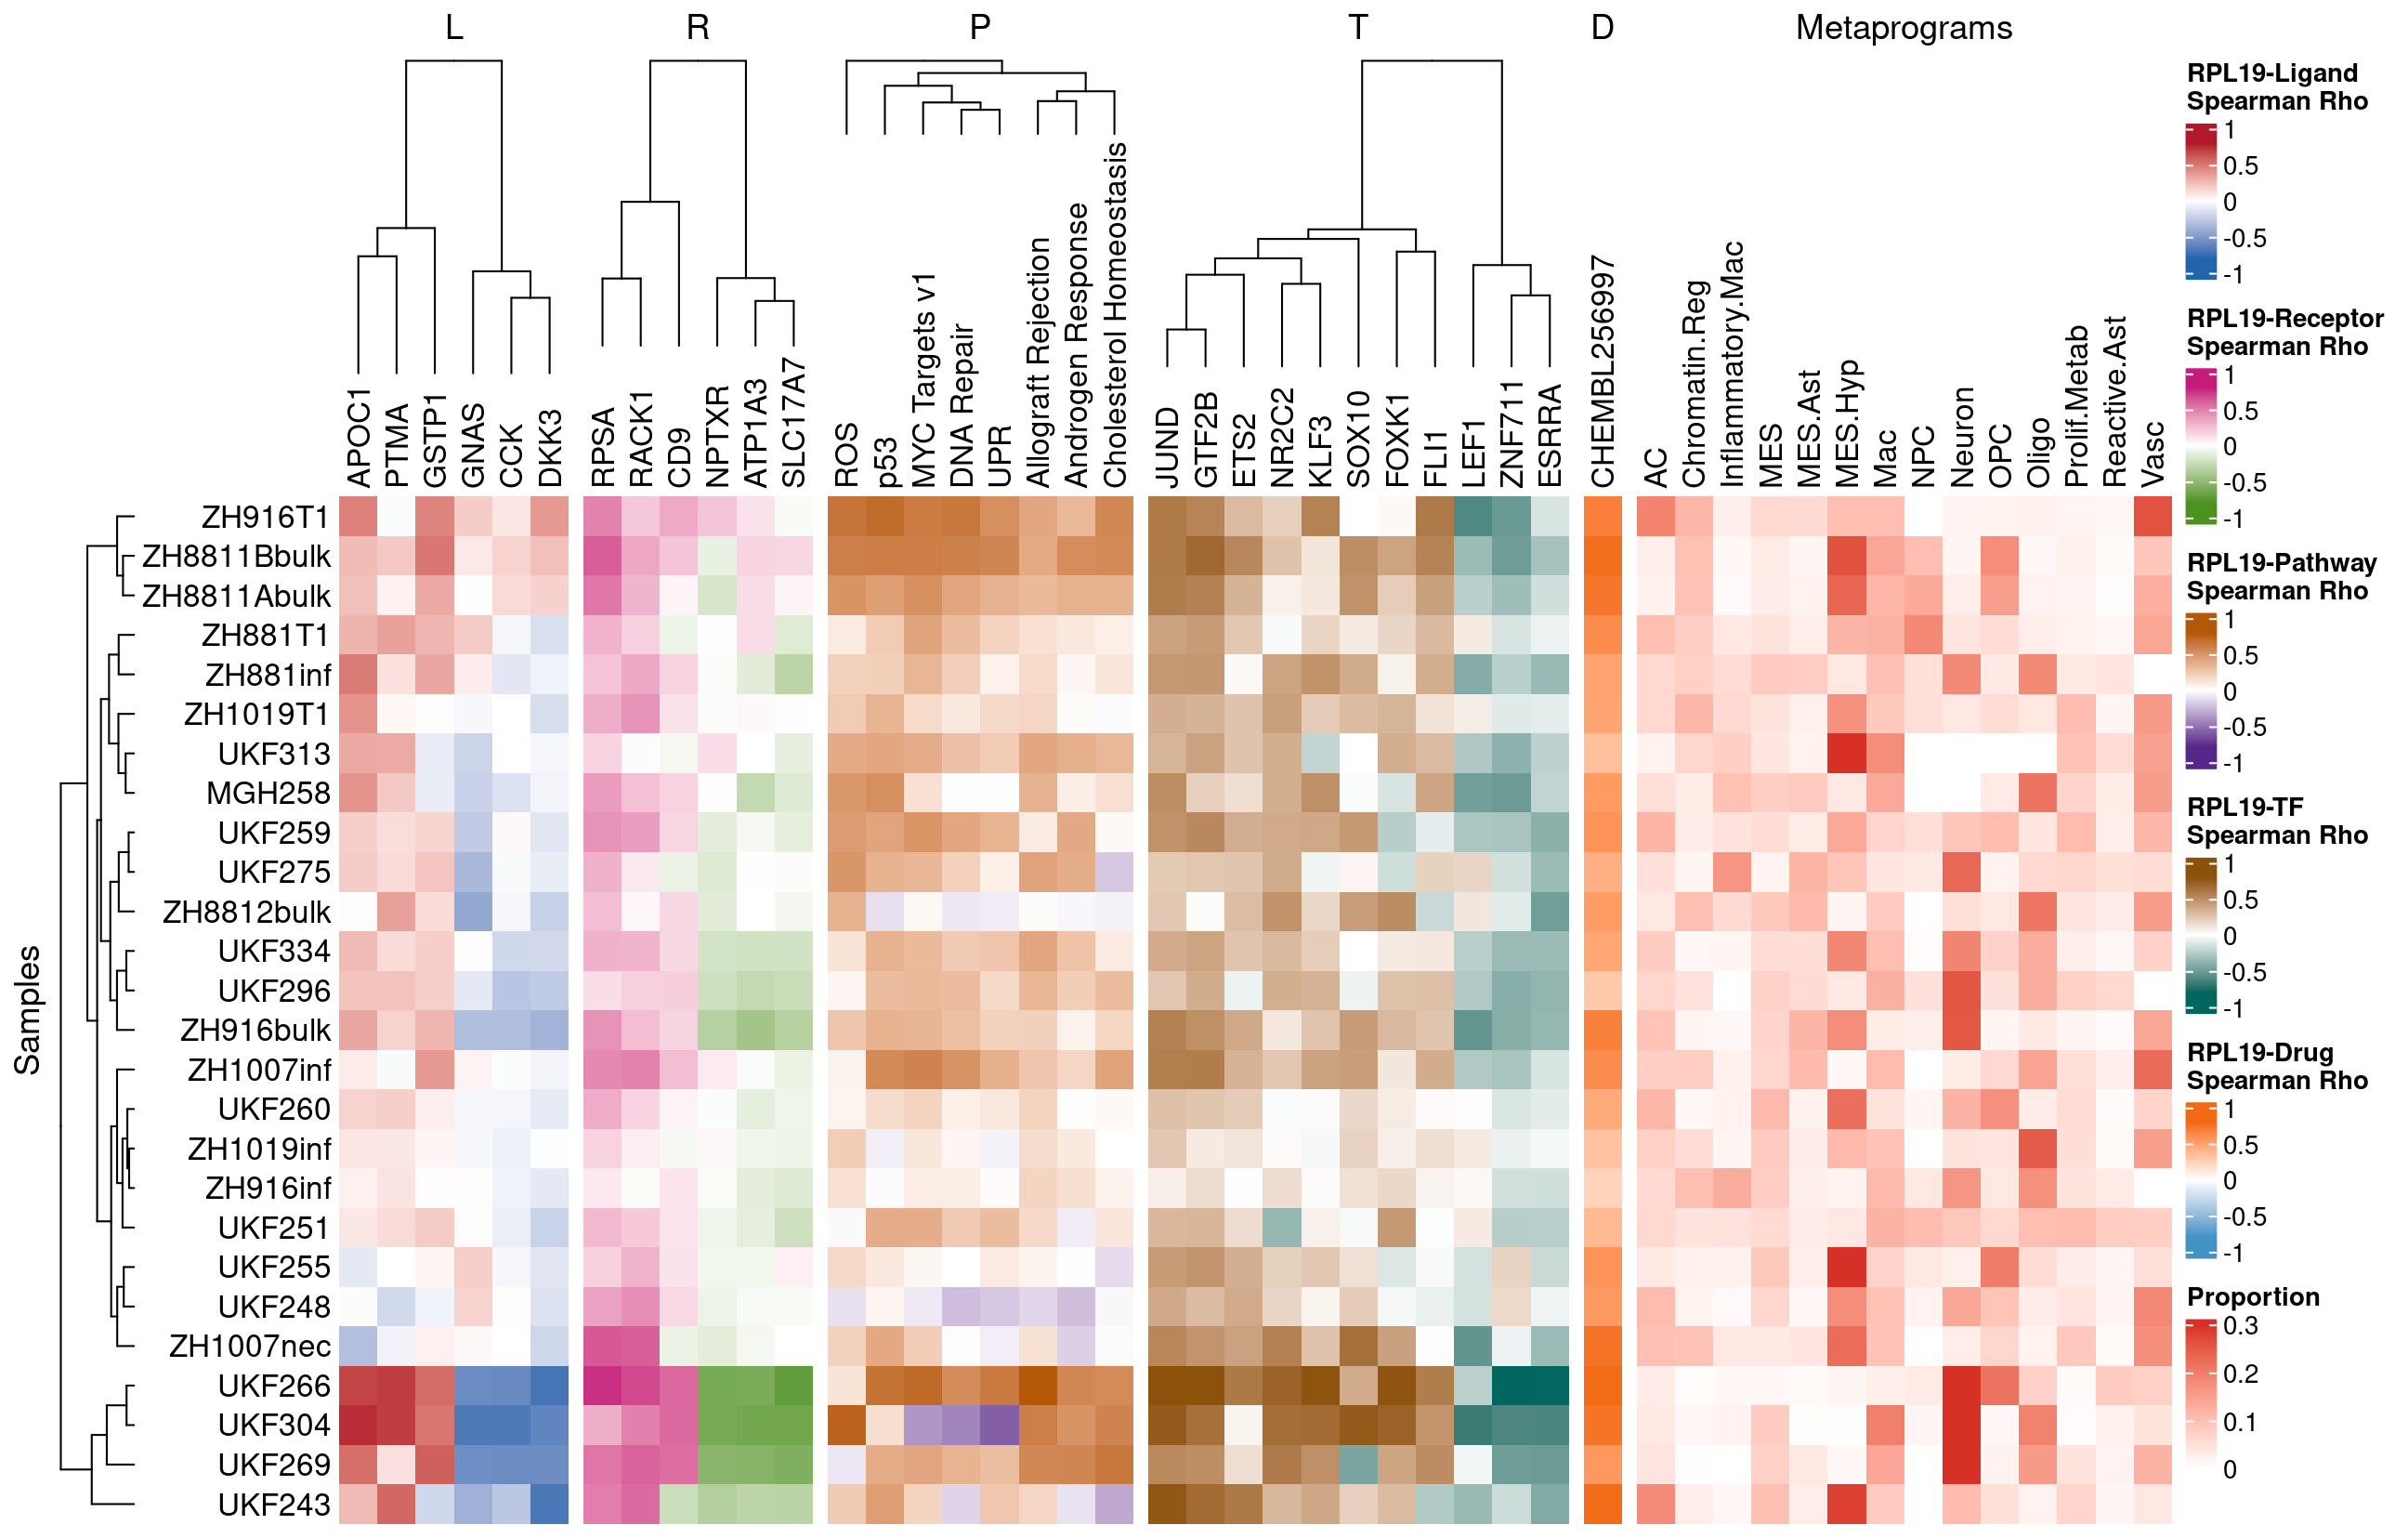 L R P T D Metaprograms
APOC1
PTMA
GSTP1
GNAS
CCK
DKK3
RPSA
RACK1
CD9
NPTXR
ATP1A3
SLC17A7
ROS
p53
MYC Targets v1
DNA Repair
UPR
Allograft Rejection
Androgen Response
Cholesterol Homeostasis
JUND
GTF2B
ETS2
NR2C2
KLF3
SOX10
FOXK1
FLI1
LEF1
ZNF711
ESRRA
CHEMBL256997
AC
Chromatin.Reg
Inflammatory.Mac
MES
MES.Ast
MES.Hyp
Mac
NPC
Neuron
OPC
Oligo
Prolif.Metab
Reactive.Ast
Vasc
Samples
ZH916T1
ZH8811Bbulk
ZH8811Abulk
ZH881T1
ZH881inf
ZH1019T1
UKF313
MGH258
UKF259
UKF275
ZH8812bulk
UKF334
UKF296
ZH916bulk
ZH1007inf
UKF260
ZH1019inf
ZH916inf
UKF251
UKF255
UKF248
ZH1007nec
UKF266
UKF304
UKF269
UKF243
RPL19-Ligand
Spearman Rho
1
0.5
0
-0.5
-1
RPL19-Receptor
Spearman Rho
1
0.5
0
-0.5
-1
RPL19-Pathway
Spearman Rho
1
0.5
0
-0.5
-1
RPL19-TF
Spearman Rho
1
0.5
0
-0.5
-1
RPL19-Drug
Spearman Rho
1
0.5
0
-0.5
-1
Proportion
0.3
0.2
0.1
0